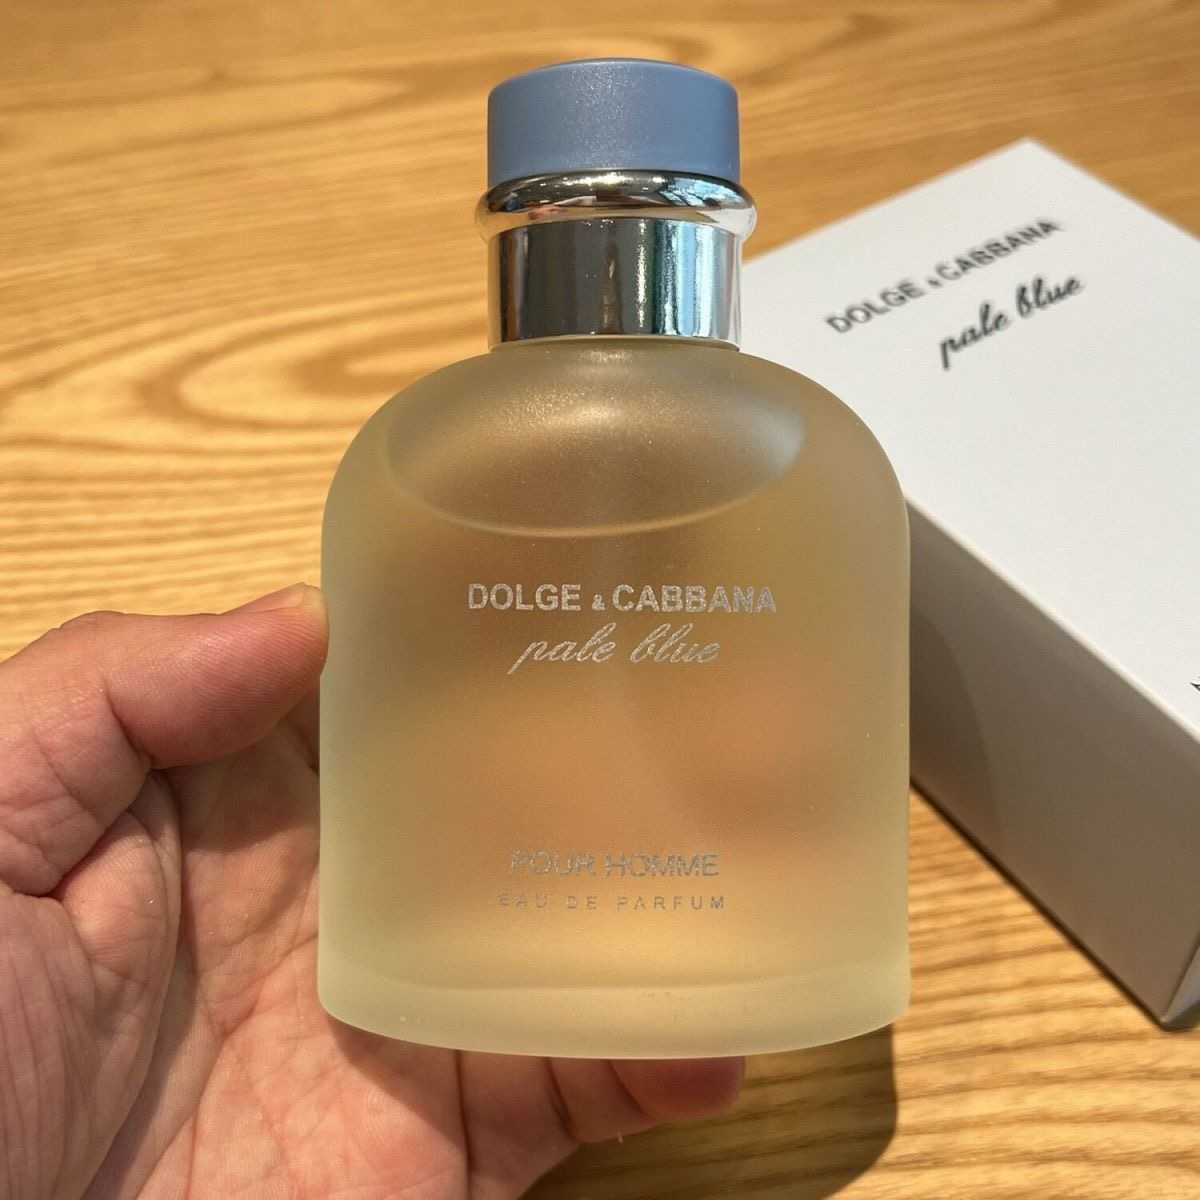 DOLGE & CABBANA
pale blue
DOLGE & CABBANA
pale blue
POUR HOMME
EAU DE PARFUM